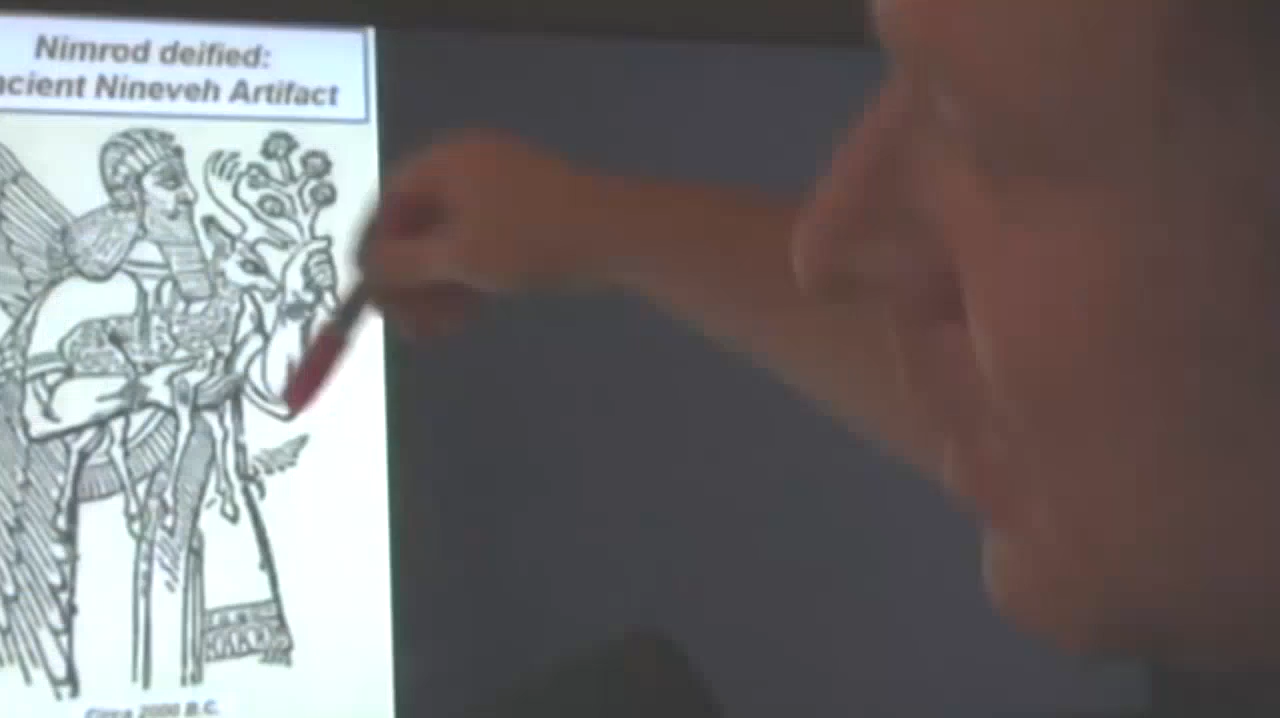 Nimrod deified:
ncient Nineveh Artifact
Circa 2000 B.C.